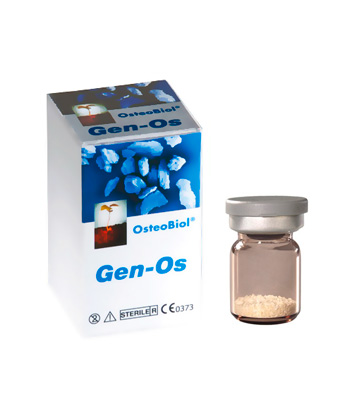 OsteoBiol®
Gen-Os
OsteoBiol®
Gen-Os
STERILE R CE 0373